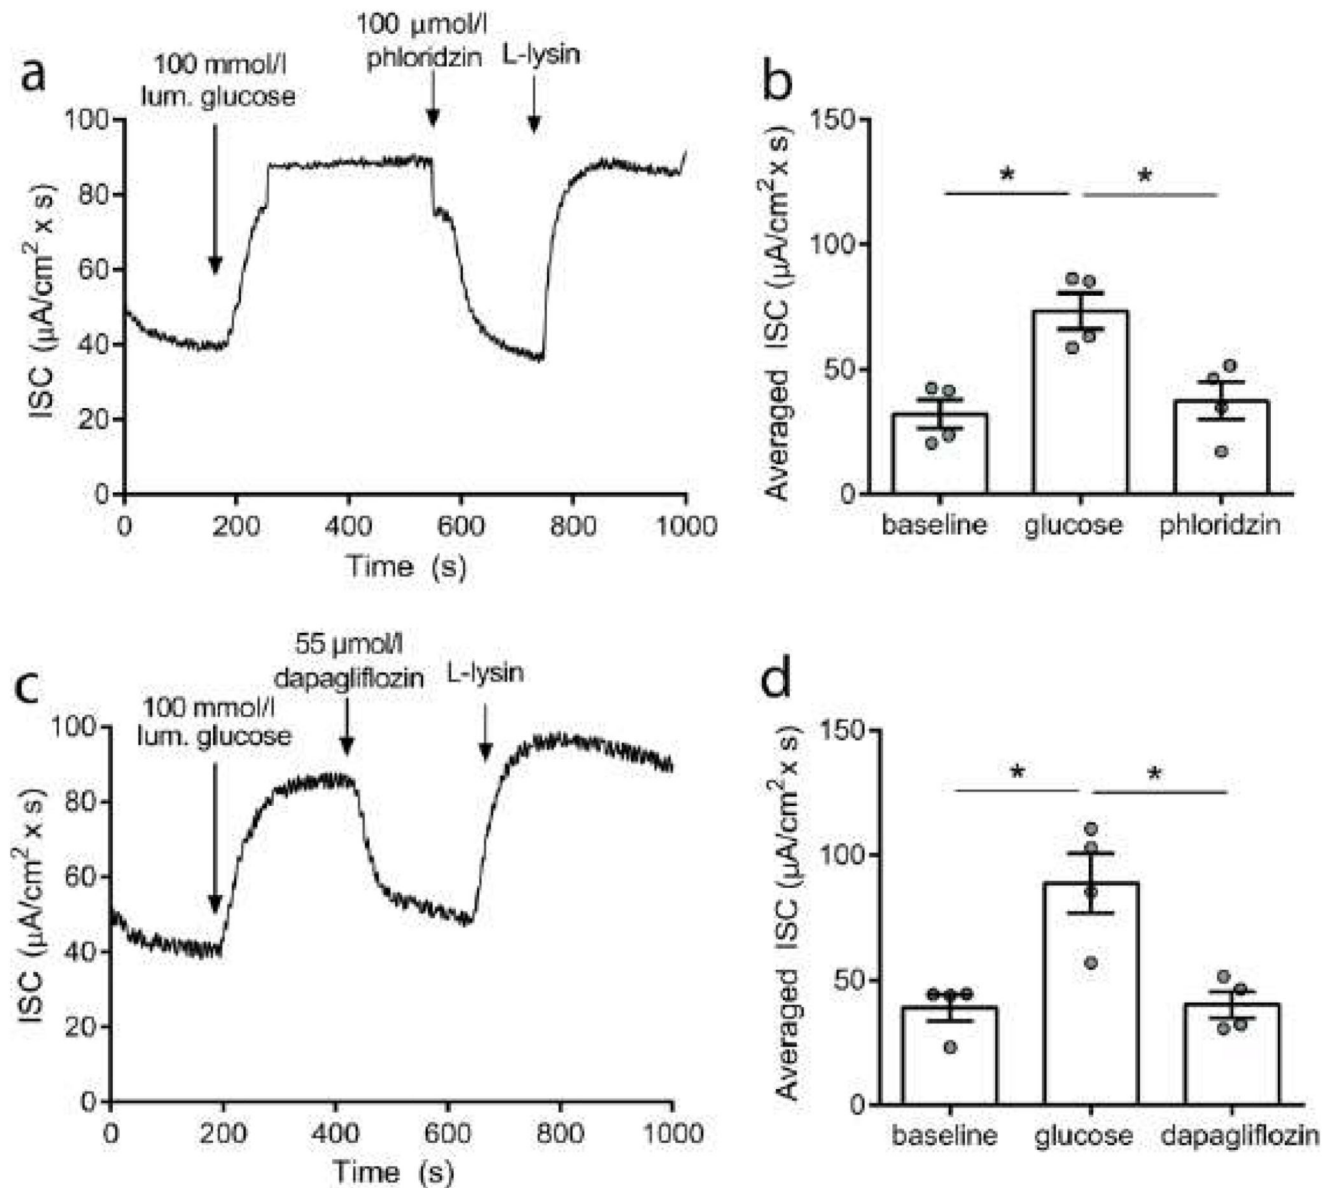 a
100 mmol/l
lum. glucose
100 µmol/l
phloridzin
L-lysin
ISC (µA/cm² x s)
100
80
60
40
20
0
0 200 400 600 800 1000
Time (s)
b
Averaged ISC (µA/cm² x s)
150
100
50
0
* *
baseline glucose phloridzin
c
100 mmol/l
lum. glucose
55 µmol/l
dapagliflozin
L-lysin
ISC (µA/cm² x s)
100
80
60
40
20
0
0 200 400 600 800 1000
Time (s)
d
Averaged ISC (µA/cm² x s)
150
100
50
0
* *
baseline glucose dapagliflozin